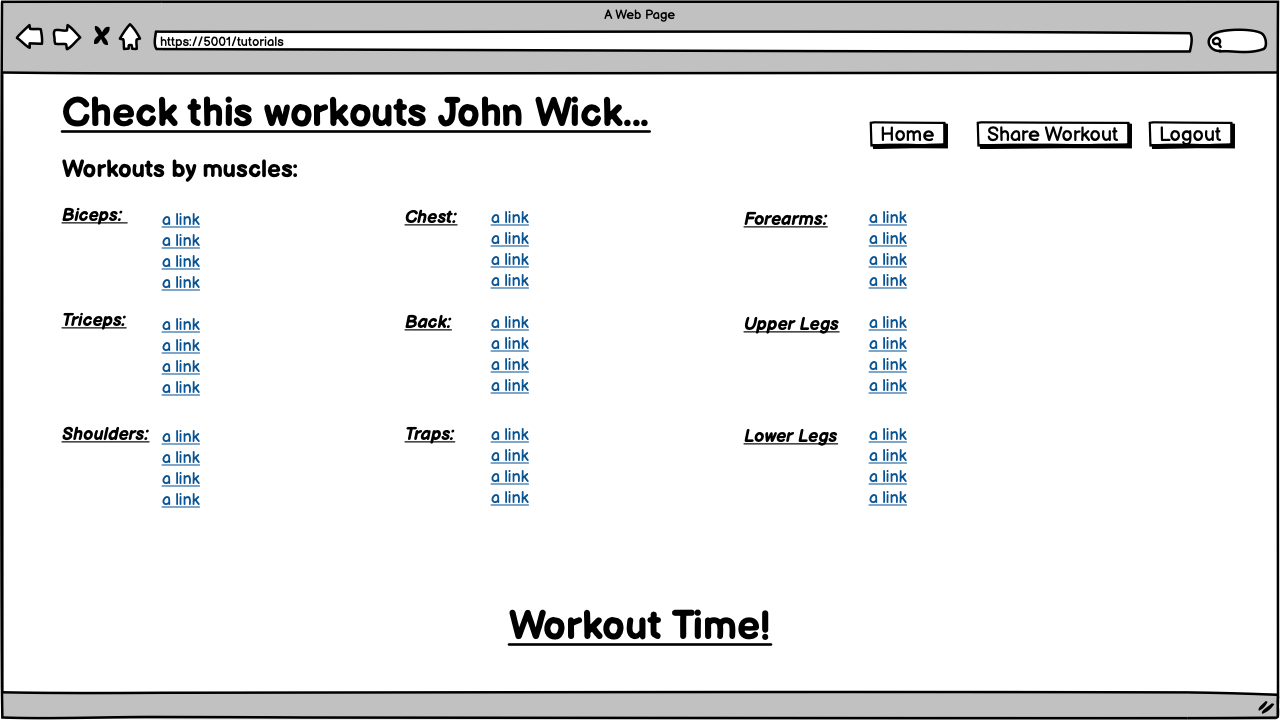 A Web Page
https://5001/tutorials
Check this workouts John Wick...
Home
Share Workout
Logout
Workouts by muscles:
Biceps:
a link
a link
a link
a link
Chest:
a link
a link
a link
a link
Forearms:
a link
a link
a link
a link
Triceps:
a link
a link
a link
a link
Back:
a link
a link
a link
a link
Upper Legs
a link
a link
a link
a link
Shoulders:
a link
a link
a link
a link
Traps:
a link
a link
a link
a link
Lower Legs
a link
a link
a link
a link
Workout Time!